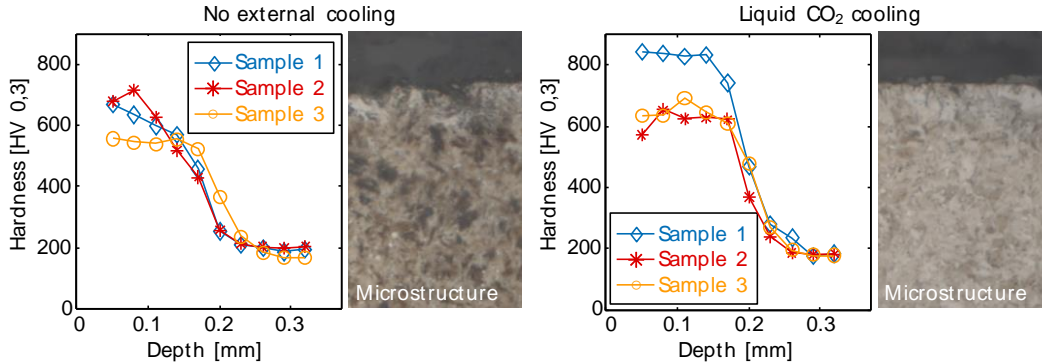 No external cooling
Hardness [HV 0,3]
800
600
400
200
0
0
0.1
0.2
0.3
Depth [mm]
Sample 1
Sample 2
Sample 3
Microstructure
Liquid CO₂ cooling
Hardness [HV 0,3]
800
600
400
200
0
0
0.1
0.2
0.3
Depth [mm]
Sample 1
Sample 2
Sample 3
Microstructure